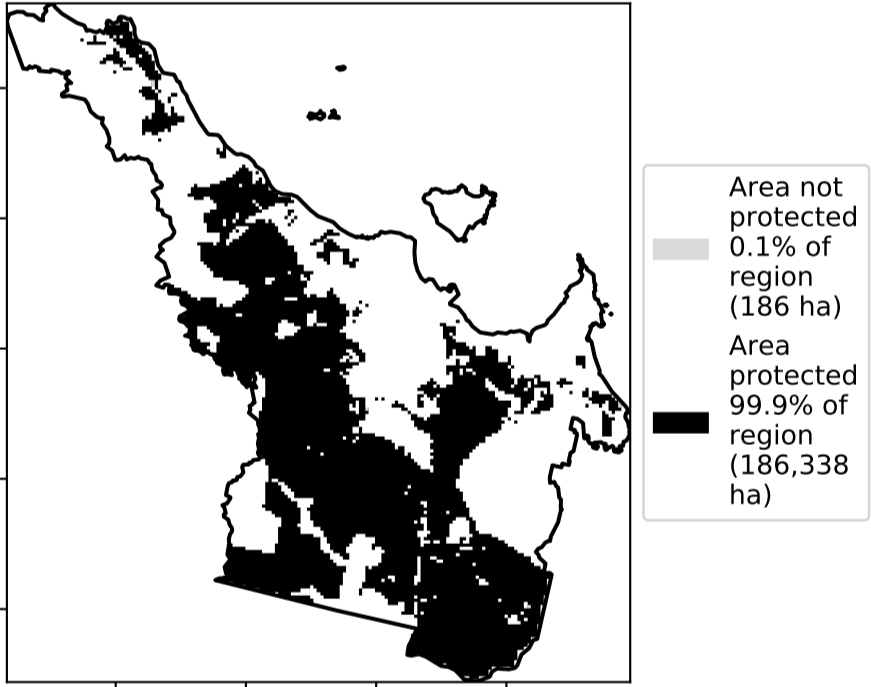 Area not
protected
0.1% of
region
(186 ha)
Area
protected
99.9% of
region
(186,338
ha)